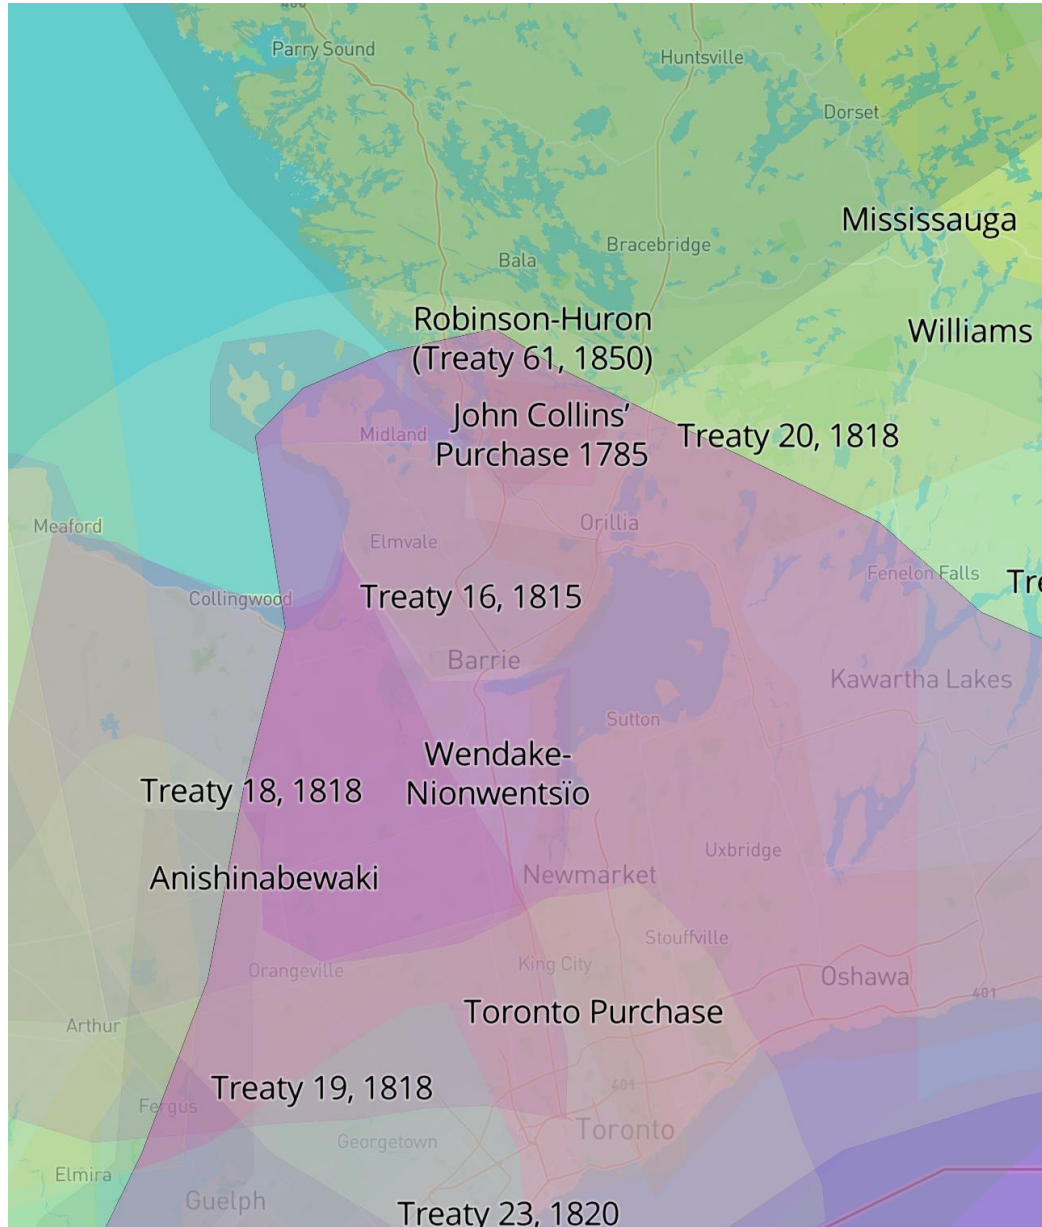 400
Parry Sound
Huntsville
Dorset
Mississauga
Bracebridge
Bala
Robinson-Huron
(Treaty 61, 1850)
Williams
John Collins’
Purchase 1785
Midland
Treaty 20, 1818
Meaford
Orillia
Elmvale
Fenelon Falls
Tre
Collingwood
Treaty 16, 1815
Barrie
Kawartha Lakes
Sutton
Wendake-
Nionwentsïo
Treaty 18, 1818
Uxbridge
Anishinabewaki
Newmarket
Stouffville
King City
Orangeville
Oshawa
401
Toronto Purchase
Arthur
Treaty 19, 1818
401
Fergus
Toronto
Georgetown
Elmira
Guelph
Treaty 23, 1820